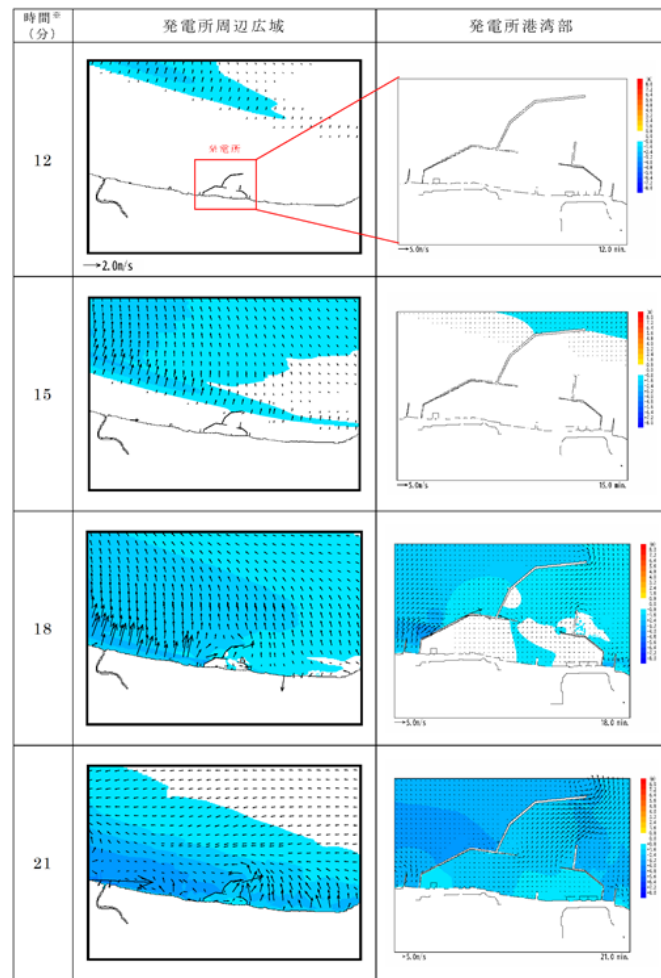 時間※
（分）
発電所周辺広域
発電所港湾部
12
発電所
→2.0m/s
→5.0m/s
12.0 min.
15
→5.0m/s
15.0 min.
18
→5.0m/s
18.0 min.
21
→5.0m/s
21.0 min.